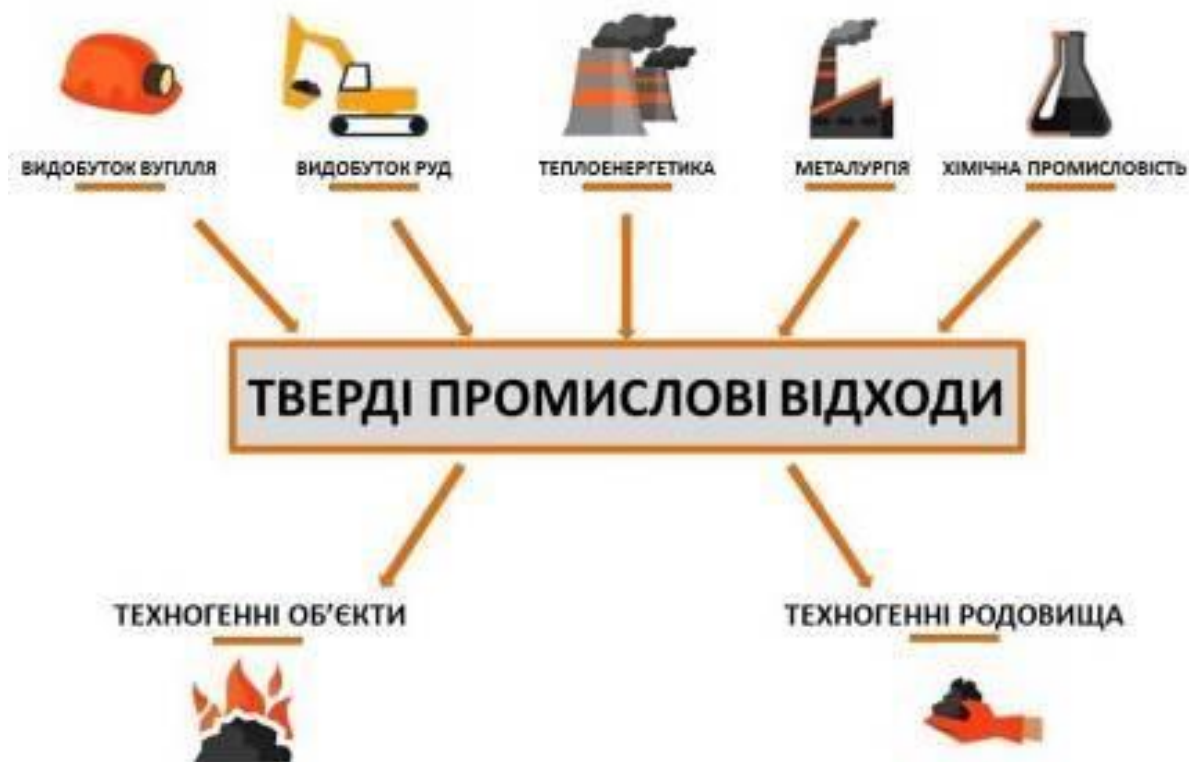 ВИДОБУТОК ВУГІЛЛЯ
ВИДОБУТОК РУД
ТЕПЛОЕНЕРГЕТИКА
МЕТАЛУРГІЯ
ХІМІЧНА ПРОМИСЛОВІСТЬ
ТВЕРДІ ПРОМИСЛОВІ ВІДХОДИ
ТЕХНОГЕННІ ОБ’ЄКТИ
ТЕХНОГЕННІ РОДОВИЩА